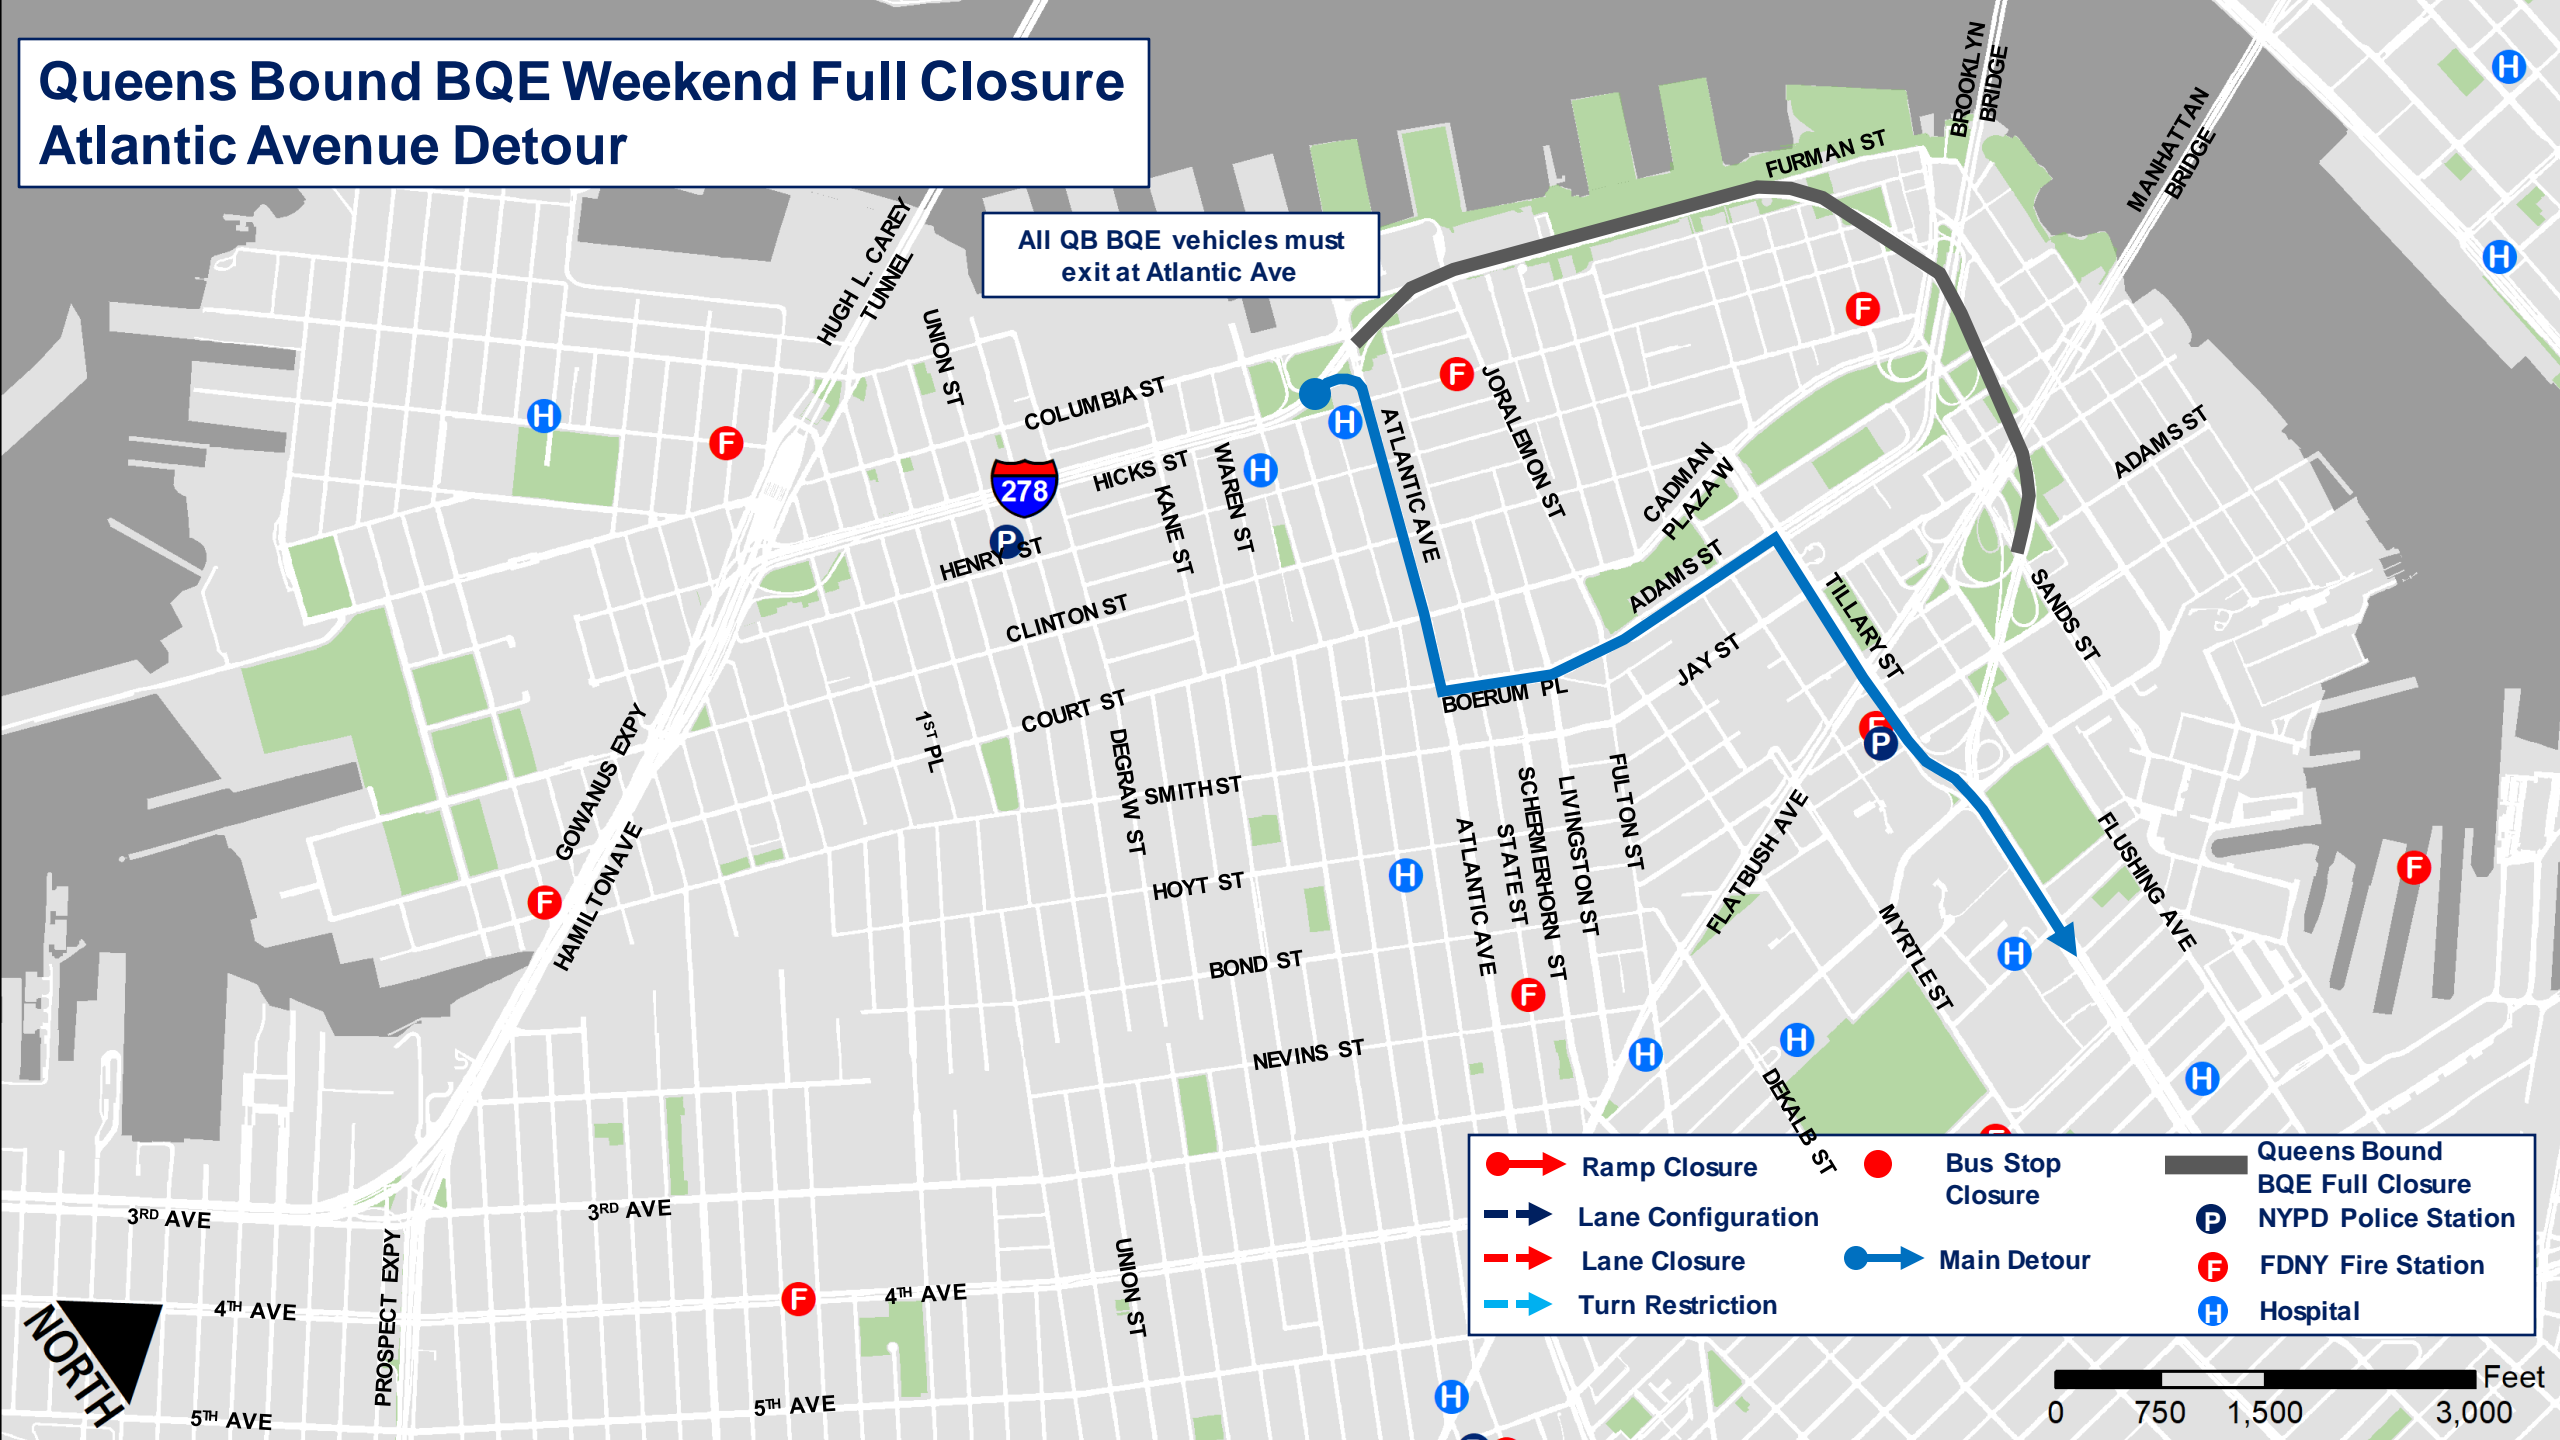 Queens Bound BQE Weekend Full Closure
Atlantic Avenue Detour
All QB BQE vehicles must
exit at Atlantic Ave
BROOKLYN
BRIDGE
MANHATTAN
BRIDGE
FURMAN ST
HUGH L. CAREY
TUNNEL
UNION ST
COLUMBIA ST
HICKS ST
KANE ST
WAREN ST
278
HENRY ST
CLINTON ST
COURT ST
1ST PL
DEGRAW ST
SMITH ST
HOYT ST
BOND ST
NEVINS ST
ATLANTIC AVE
JORALEMON ST
CADMAN
PLAZA W
ADAMS ST
ADAMS ST
TILLARY ST
SANDS ST
JAY ST
BOERUM PL
ATLANTIC AVE
STATE ST
SCHERMERHORN ST
LIVINGSTON ST
FULTON ST
FLATBUSH AVE
MYRTLE ST
FLUSHING AVE
DEKALB ST
GOWANUS EXPY
HAMILTON AVE
PROSPECT EXPY
3RD AVE
3RD AVE
4TH AVE
4TH AVE
5TH AVE
5TH AVE
UNION ST
H
H
H
H
H
H
H
H
H
H
H
H
F
F
F
F
F
F
F
F
F
F
P
P
NORTH
Ramp Closure
Lane Configuration
Lane Closure
Turn Restriction
Bus Stop
Closure
Main Detour
Queens Bound
BQE Full Closure
P NYPD Police Station
F FDNY Fire Station
H Hospital
Feet
0 750 1,500 3,000